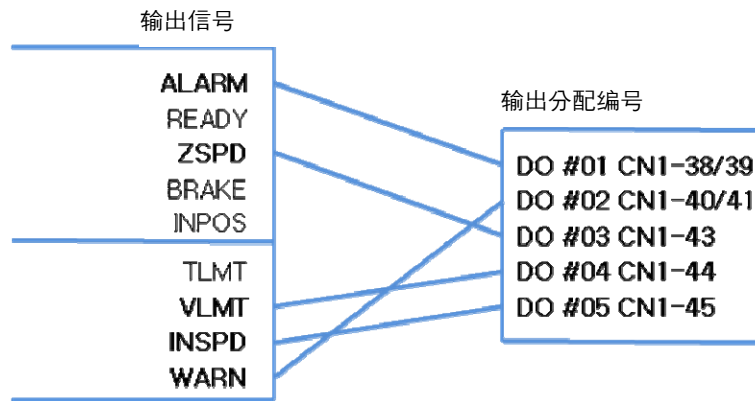 输出信号
ALARM
READY
ZSPD
BRAKE
INPOS
TLMT
VLMT
INSPD
WARN
输出分配编号
DO #01 CN1-38/39
DO #02 CN1-40/41
DO #03 CN1-43
DO #04 CN1-44
DO #05 CN1-45